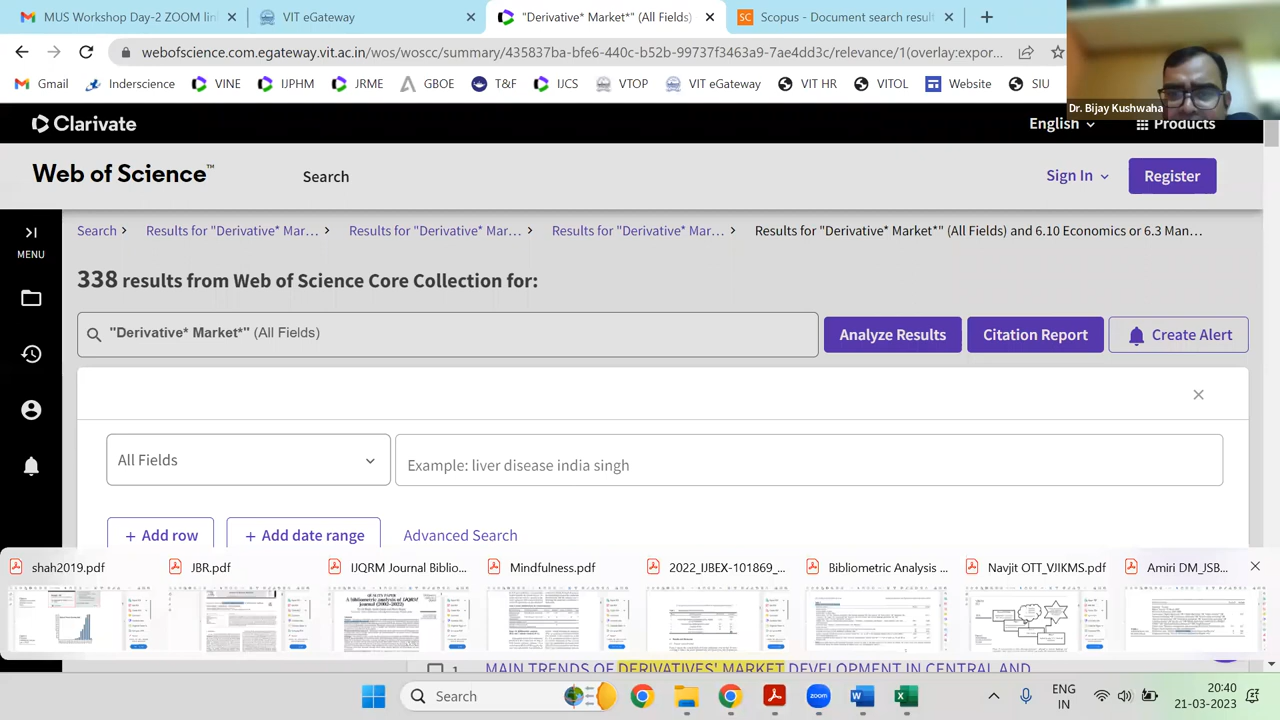 MUS Workshop Day-2 ZOOM lin
VIT eGateway
"Derivative* Market*" (All Fields)
SC
Scopus - Document search result
webofscience.com.egateway.vit.ac.in/wos/woscc/summary/435837ba-bfe6-440c-b52b-99737f3463a9-7ae4dd3c/relevance/1(overlay:expor...
Gmail
Inderscience
VINE
IJPHM
JRME
GBOE
T&F
IJCS
VTOP
VIT eGateway
VIT HR
VITOL
Website
SIU
Dr. Bijay Kushwaha
Clarivate
English
Products
Web of Science™
Search
Sign In
Register
MENU
Search
Results for "Derivative* Mar...
Results for "Derivative* Mar...
Results for "Derivative* Mar...
Results for "Derivative* Market*" (All Fields) and 6.10 Economics or 6.3 Man...
338 results from Web of Science Core Collection for:
"Derivative* Market*" (All Fields)
Analyze Results
Citation Report
Create Alert
All Fields
Example: liver disease india singh
+ Add row
+ Add date range
Advanced Search
shah2019.pdf
JBR.pdf
IJQRM Journal Biblio...
Mindfulness.pdf
2022_IJBEX-101869_...
Bibliometric Analysis ...
Navjit OTT_VJIKMS.pdf
Amiri DM_JSB...
1
MAIN TRENDS OF DERIVATIVES' MARKET DEVELOPMENT IN CENTRAL AND
Search
zoom
ENG
IN
20:40
21-03-2023